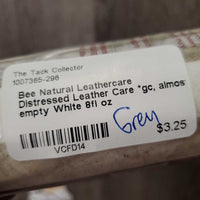 The Tack Collector
1007365-296
Bee Natural Leathercare
Distressed Leather Care *gc, almos
empty White 8fl oz
Grey
$3.25
VCFD14